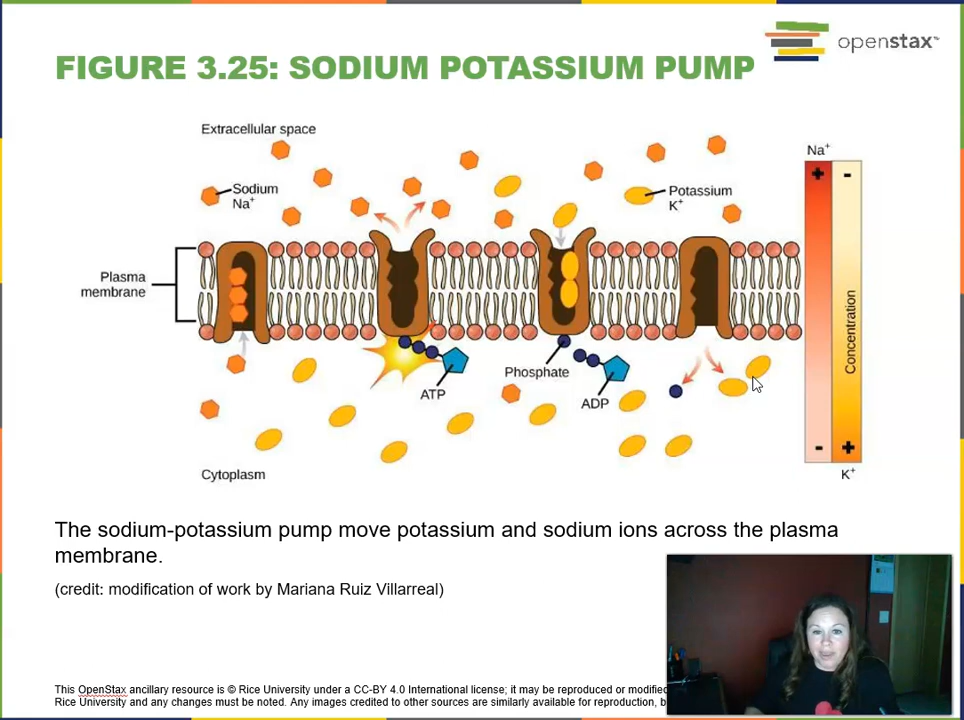 openstax™
FIGURE 3.25: SODIUM POTASSIUM PUMP
Extracellular space
Na⁺
+ -
Sodium
Na⁺
Potassium
K⁺
Plasma
membrane
Concentration
Phosphate
ATP
ADP
- +
Cytoplasm
K⁺
The sodium-potassium pump move potassium and sodium ions across the plasma
membrane.
(credit: modification of work by Mariana Ruiz Villarreal)
This OpenStax ancillary resource is © Rice University under a CC-BY 4.0 International license; it may be reproduced or modified
Rice University and any changes must be noted. Any images credited to other sources are similarly available for reproduction, b